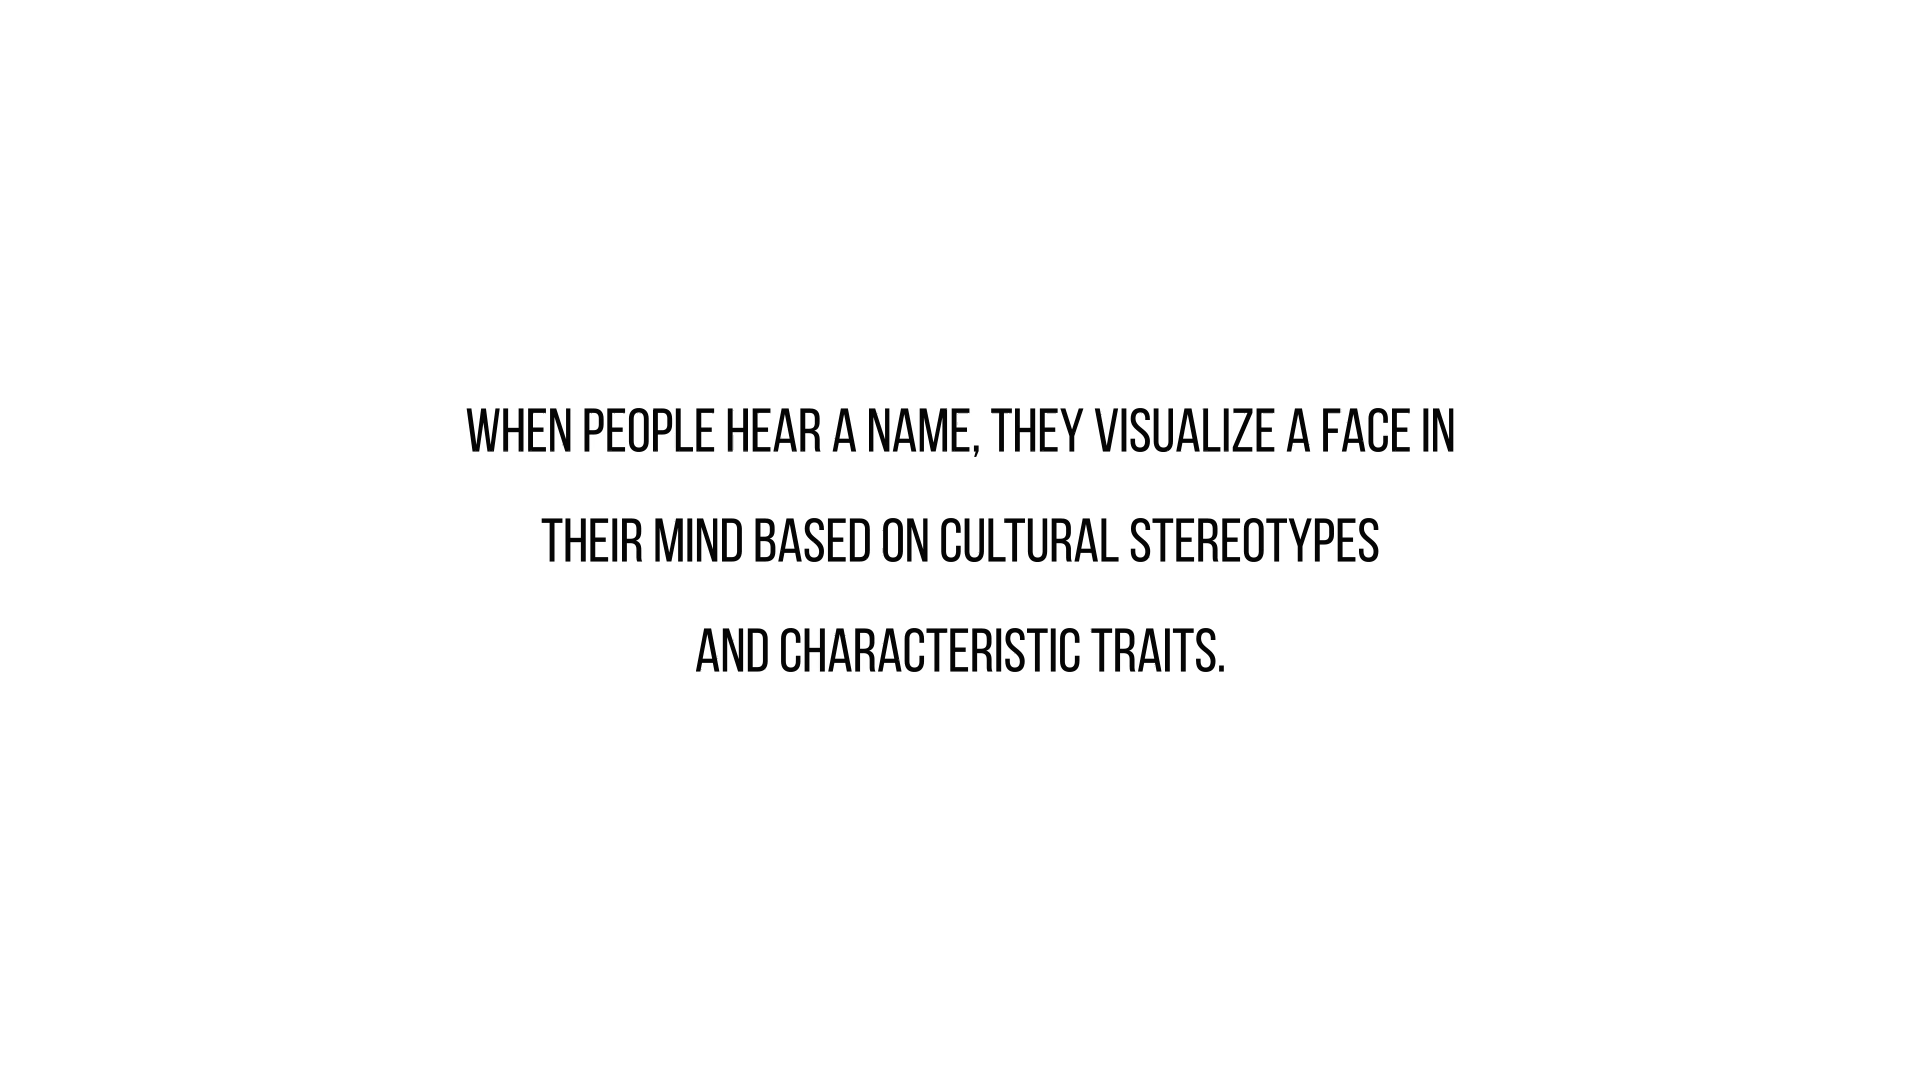 WHEN PEOPLE HEAR A NAME, THEY VISUALIZE A FACE IN
THEIR MIND BASED ON CULTURAL STEREOTYPES
AND CHARACTERISTIC TRAITS.